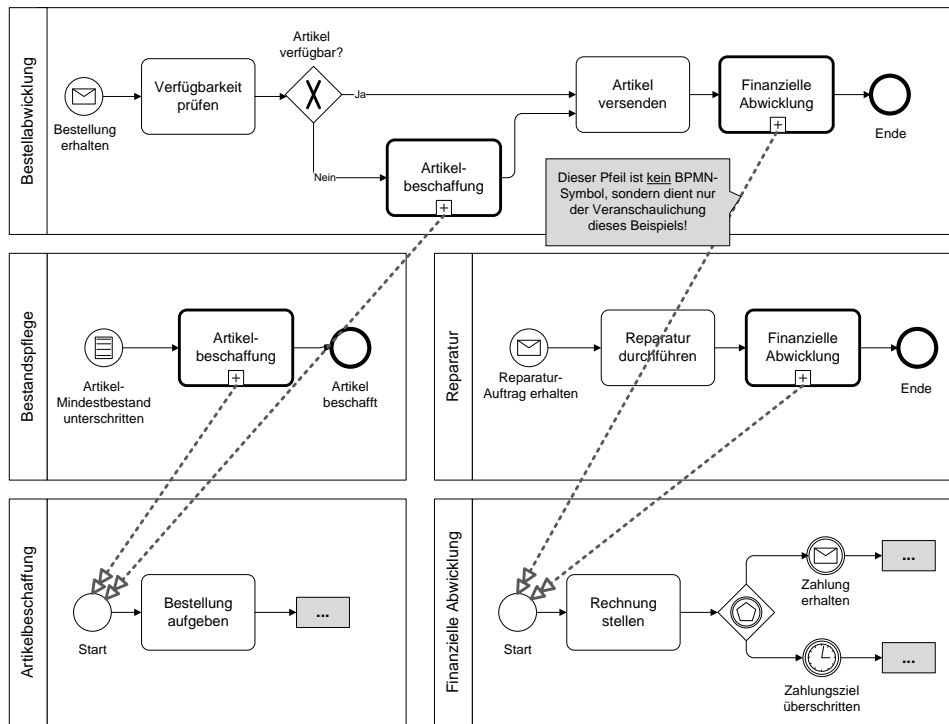 Bestellabwicklung
Bestellung
erhalten
Verfügbarkeit
prüfen
Artikel
verfügbar?
Ja
Nein
Artikel-
beschaffung
Artikel
versenden
Finanzielle
Abwicklung
Ende
Dieser Pfeil ist kein BPMN-
Symbol, sondern dient nur
der Veranschaulichung
dieses Beispiels!
Bestandspflege
Artikel-
Mindestbestand
unterschritten
Artikel-
beschaffung
Artikel
beschafft
Reparatur
Reparatur-
Auftrag erhalten
Reparatur
durchführen
Finanzielle
Abwicklung
Ende
Artikelbeschaffung
Start
Bestellung
aufgeben
...
Finanzielle Abwicklung
Start
Rechnung
stellen
Zahlung
erhalten
...
Zahlungsziel
überschritten
...